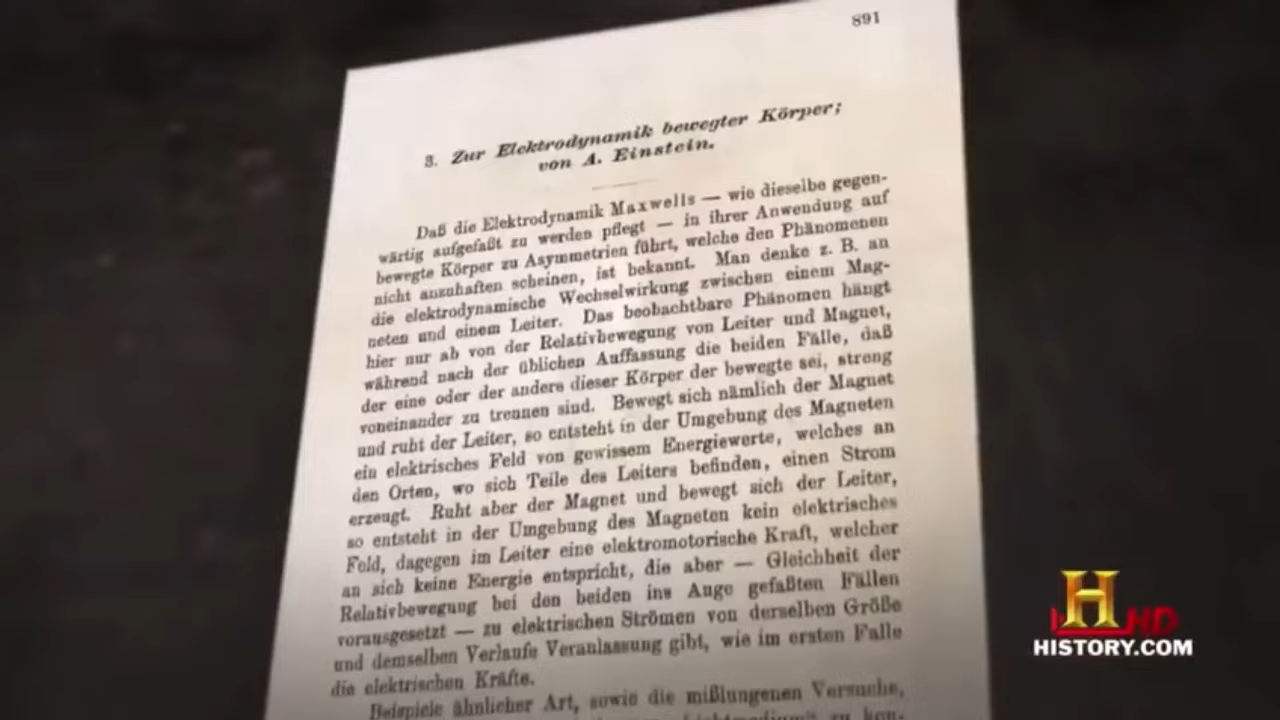 891
3. Zur Elektrodynamik bewegter Körper;
von A. Einstein.
Daß die Elektrodynamik Maxwells — wie dieselbe gegen-
wärtig aufgefaßt zu werden pflegt — in ihrer Anwendung auf
bewegte Körper zu Asymmetrien führt, welche den Phänomenen
nicht anzuhaften scheinen, ist bekannt. Man denke z. B. an
die elektrodynamische Wechselwirkung zwischen einem Mag-
neten und einem Leiter. Das beobachtbare Phänomen hängt
hier nur ab von der Relativbewegung von Leiter und Magnet,
während nach der üblichen Auffassung die beiden Fälle, daß
der eine oder der andere dieser Körper der bewegte sei, streng
voneinander zu trennen sind. Bewegt sich nämlich der Magnet
und ruht der Leiter, so entsteht in der Umgebung des Magneten
ein elektrisches Feld von gewissem Energiewerte, welches an
den Orten, wo sich Teile des Leiters befinden, einen Strom
erzeugt. Ruht aber der Magnet und bewegt sich der Leiter,
so entsteht in der Umgebung des Magneten kein elektrisches
Feld, dagegen im Leiter eine elektromotorische Kraft, welcher
an sich keine Energie entspricht, die aber — Gleichheit der
Relativbewegung bei den beiden ins Auge gefaßten Fällen
vorausgesetzt — zu elektrischen Strömen von derselben Größe
und demselben Verlaufe Veranlassung gibt, wie im ersten Falle
die elektrischen Kräfte.
Beispiele ähnlicher Art, sowie die mißlungenen Versuche,
zu kon-
H HD
HISTORY.COM